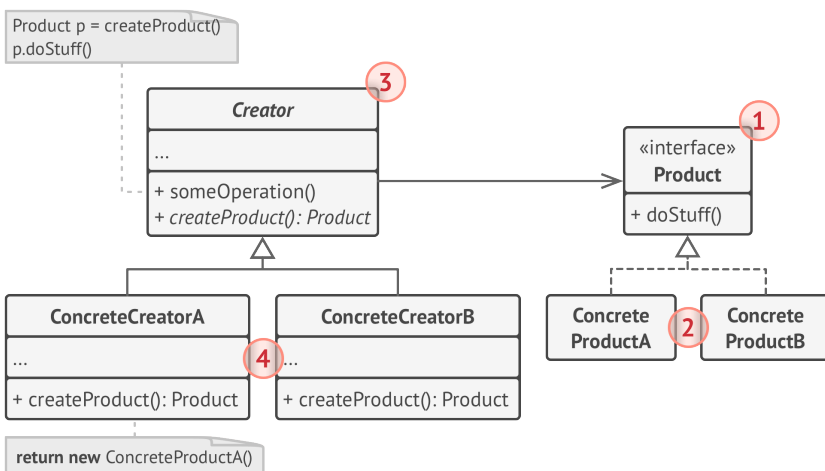 Product p = createProduct()
p.doStuff()
3
Creator
...
+ someOperation()
+ createProduct(): Product
1
«interface»
Product
+ doStuff()
ConcreteCreatorA
...
+ createProduct(): Product
4
ConcreteCreatorB
...
+ createProduct(): Product
Concrete
ProductA
2
Concrete
ProductB
return new ConcreteProductA()